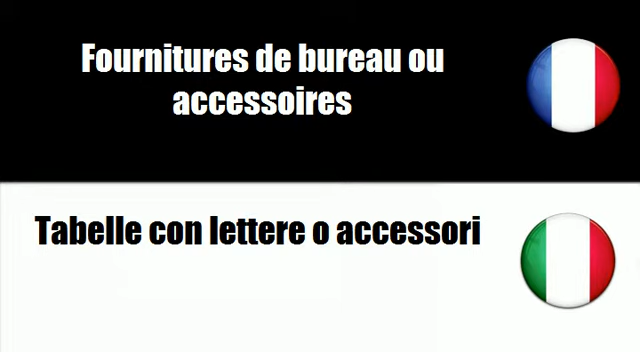 Fournitures de bureau ou
accessoires
Tabelle con lettere o accessori